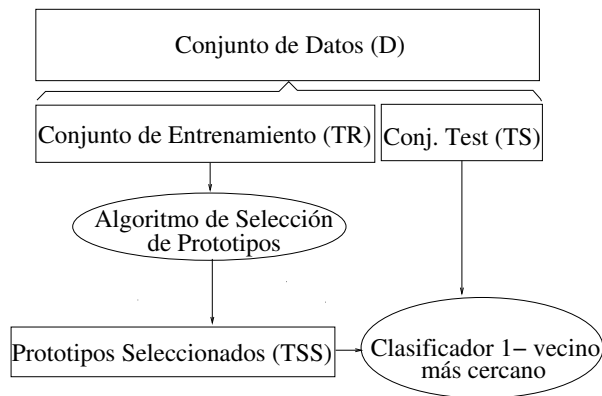 Conjunto de Datos (D)
Conjunto de Entrenamiento (TR)
Conj. Test (TS)
Algoritmo de Selección
de Prototipos
Prototipos Seleccionados (TSS)
Clasificador 1− vecino
más cercano